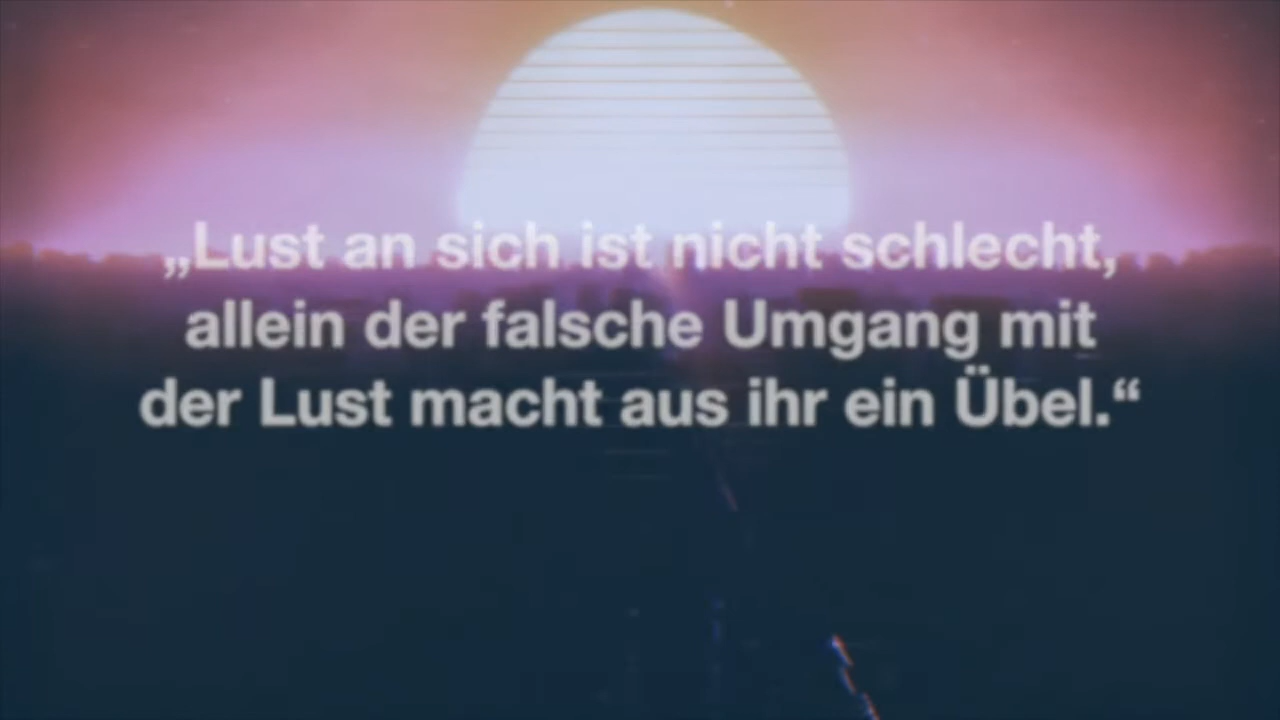 „Lust an sich ist nicht schlecht,
allein der falsche Umgang mit
der Lust macht aus ihr ein Übel.“